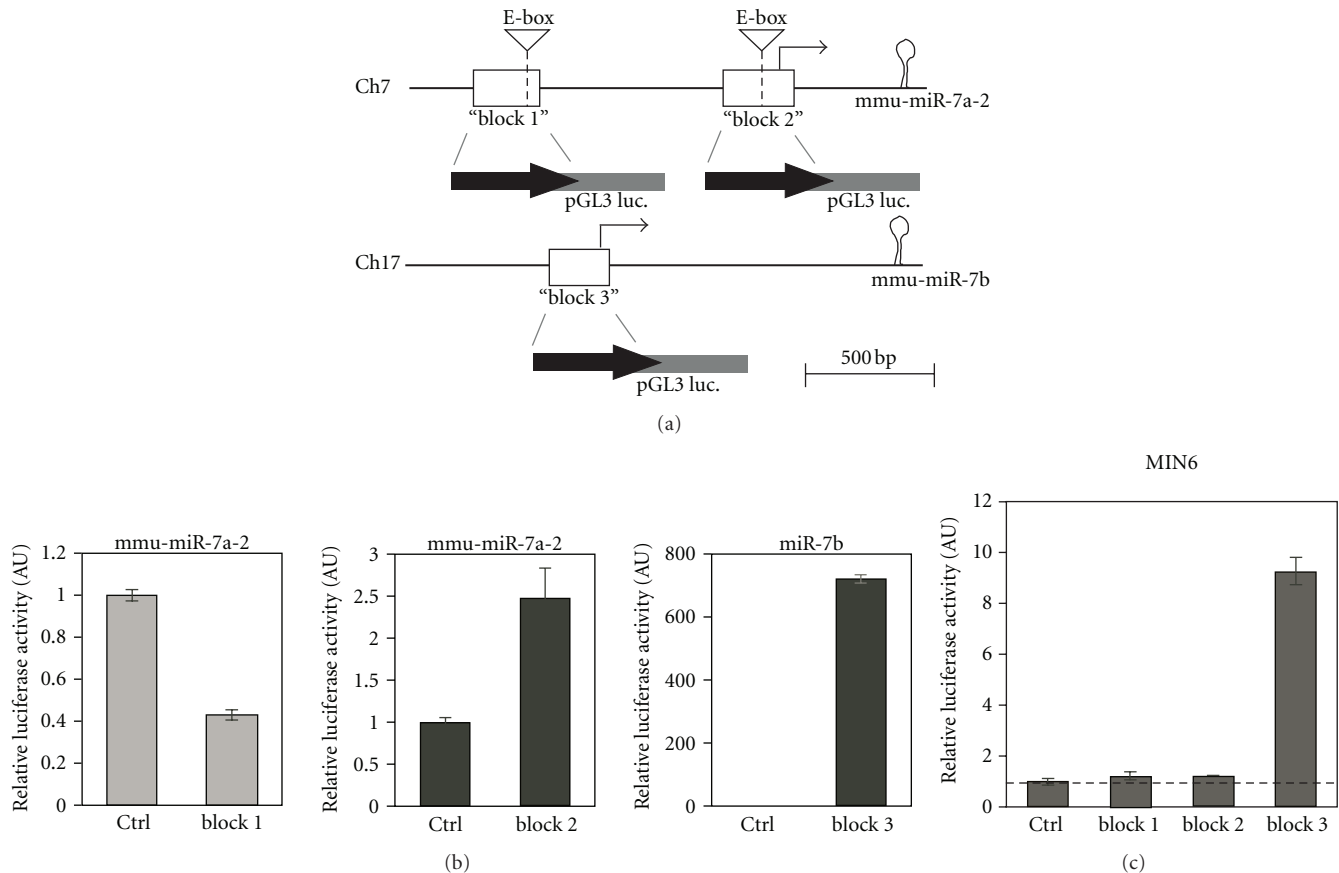 E-box
E-box
Ch7
mmu-miR-7a-2
“block 1”
“block 2”
pGL3 luc.
pGL3 luc.
Ch17
mmu-miR-7b
“block 3”
500 bp
pGL3 luc.
(a)
mmu-miR-7a-2
Relative luciferase activity (AU)
1.2
1
0.8
0.6
0.4
0.2
0
Ctrl
block 1
mmu-miR-7a-2
Relative luciferase activity (AU)
3
2.5
2
1.5
1
0.5
0
Ctrl
block 2
miR-7b
Relative luciferase activity (AU)
800
600
400
200
0
Ctrl
block 3
(b)
MIN6
Relative luciferase activity (AU)
12
10
8
6
4
2
0
Ctrl
block 1
block 2
block 3
(c)